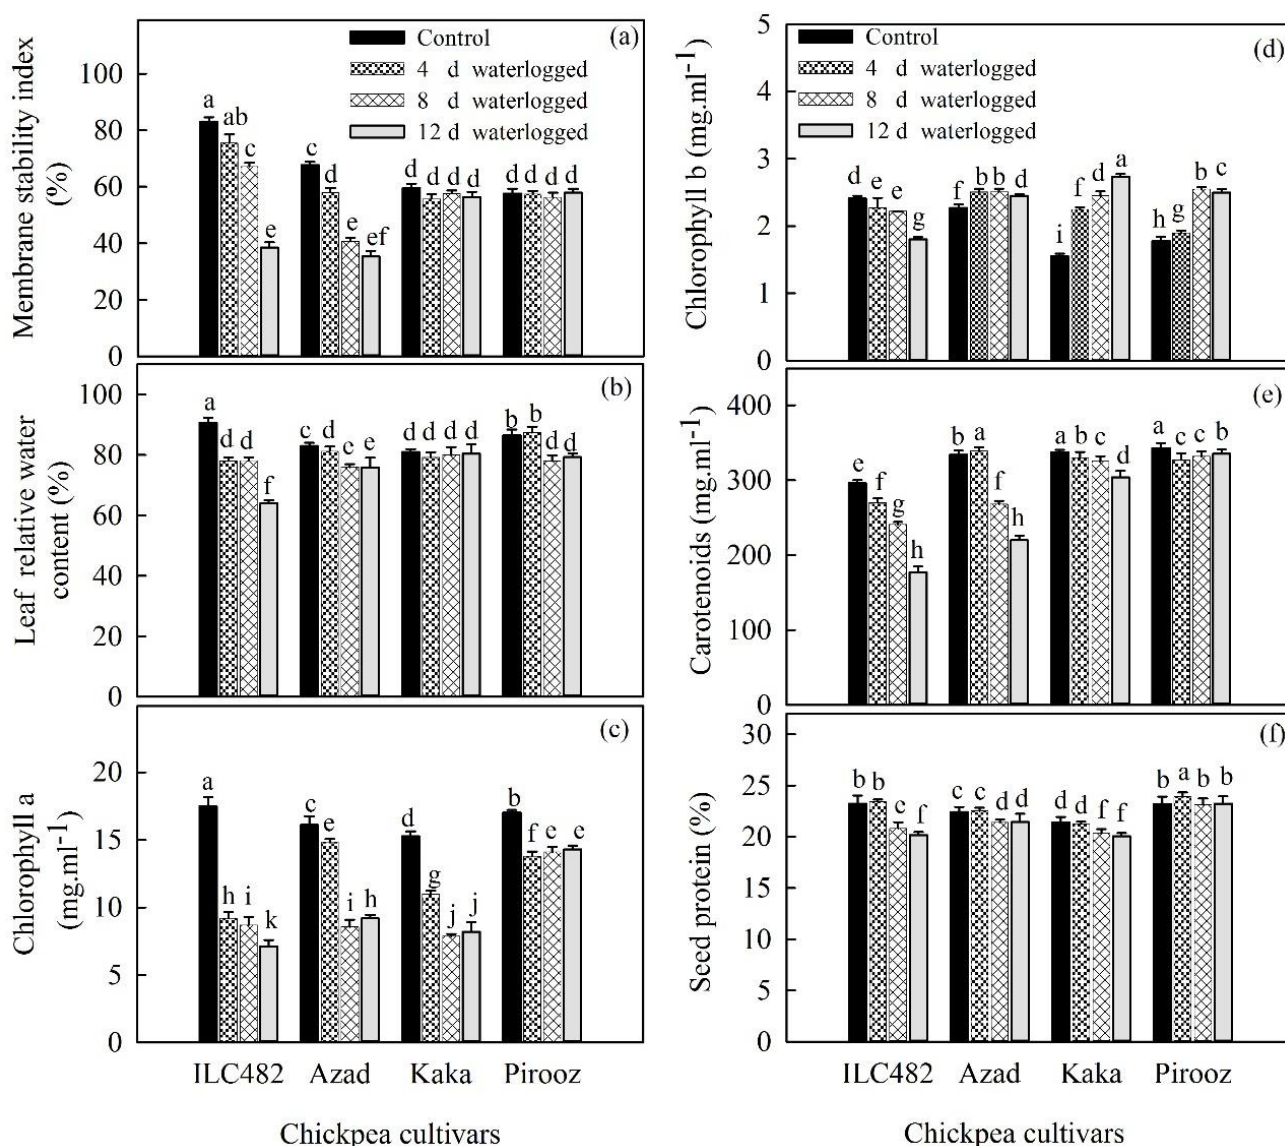 Membrane stability index
(%)
100
80
60
40
20
0
Control
4 d waterlogged
8 d waterlogged
12 d waterlogged
(a)
a ab c e
c d e ef
d d d d
d d d d
Leaf relative water
content (%)
100
80
60
40
20
0
(b)
a d d f
c d e e
d d d d
b b d d
Chlorophyll a
(mg.ml-1)
20
15
10
5
0
(c)
a h i k
c e i h
d g j j
b f e e
ILC482 Azad Kaka Pirooz
Chickpea cultivars
Chlorophyll b (mg.ml-1)
5
4
3
2
1
0
Control
4 d waterlogged
8 d waterlogged
12 d waterlogged
(d)
d e e g
f b b d
i f d a
h g b c
Carotenoids (mg.ml-1)
400
300
200
100
0
(e)
e f g h
b a f h
a b c d
a c c b
Seed protein (%)
30
25
20
15
10
5
0
(f)
b b e f
c c d d
d d f f
b a b b
ILC482 Azad Kaka Pirooz
Chickpea cultivars